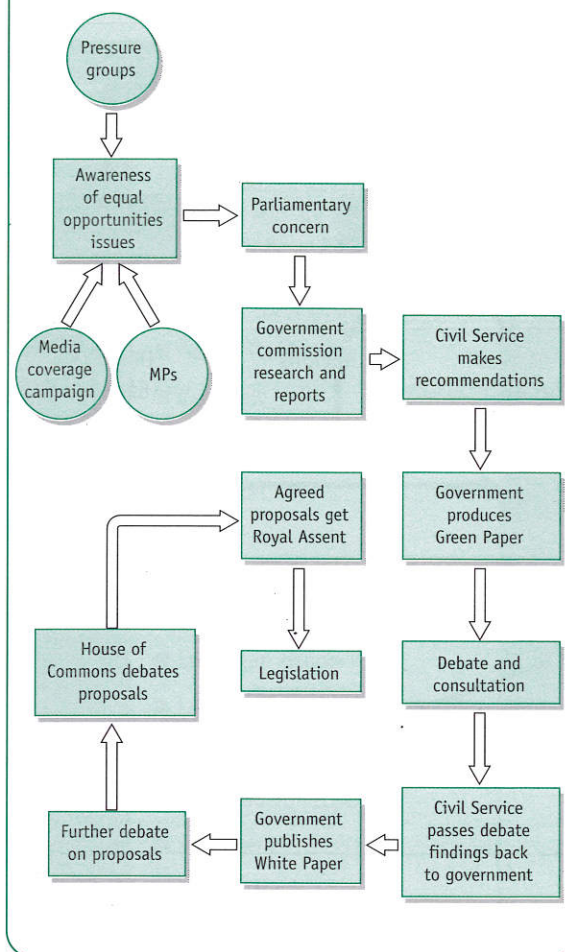 Pressure
groups
Awareness
of equal
opportunities
issues
Parliamentary
concern
Media
coverage
campaign
MPs
Government
commission
research and
reports
Civil Service
makes
recommendations
Government
produces
Green Paper
Debate and
consultation
Civil Service
passes debate
findings back
to government
Government
publishes
White Paper
Further debate
on proposals
House of
Commons debates
proposals
Agreed
proposals get
Royal Assent
Legislation